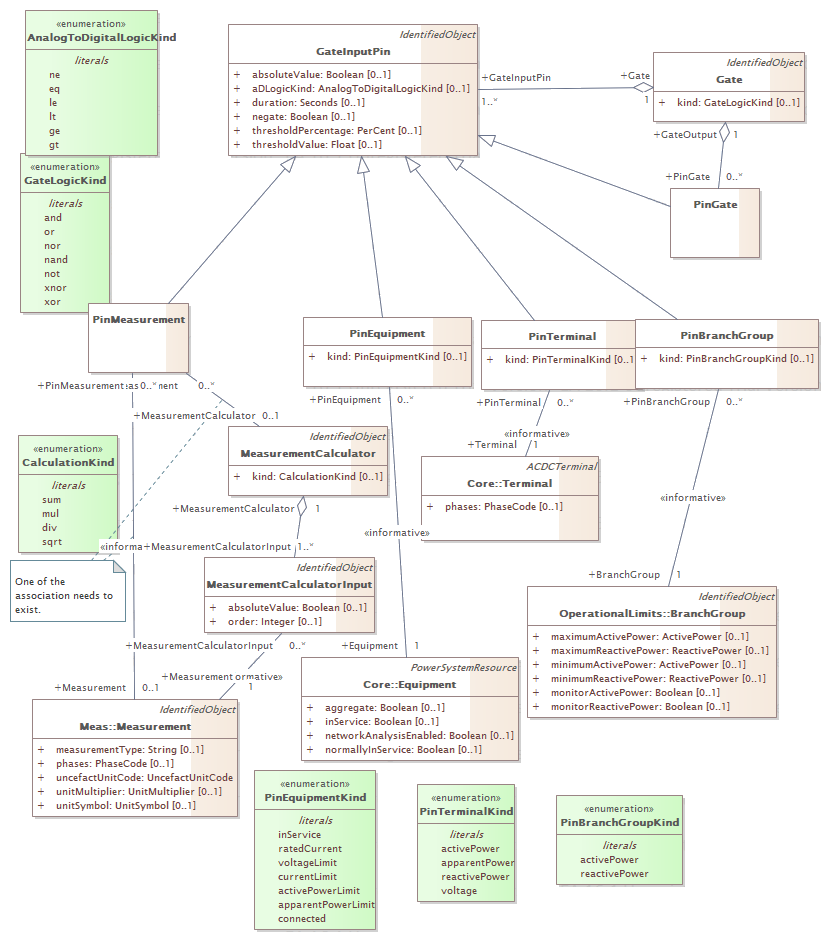 «enumeration»
AnalogToDigitalLogicKind
literals
ne
eq
le
lt
ge
gt
«enumeration»
GateLogicKind
literals
and
or
nor
nand
not
xnor
xor
IdentifiedObject
GateInputPin
+ absoluteValue: Boolean [0..1]
+ aDLogicKind: AnalogToDigitalLogicKind [0..1]
+ duration: Seconds [0..1]
+ negate: Boolean [0..1]
+ thresholdPercentage: PerCent [0..1]
+ thresholdValue: Float [0..1]
+GateInputPin
1..*
+Gate
1
IdentifiedObject
Gate
+ kind: GateLogicKind [0..1]
+GateOutput 1
+PinGate 0..*
PinGate
PinMeasurement
PinEquipment
+ kind: PinEquipmentKind [0..1]
PinTerminal
+ kind: PinTerminalKind [0..1
PinBranchGroup
+ kind: PinBranchGroupKind [0..1]
+PinMeasurement 0..* 0..*
+MeasurementCalculator 0..1
+PinEquipment 0..*
+PinTerminal 0..*
«informative»
+Terminal 1
+PinBranchGroup 0..*
«informative»
+BranchGroup 1
«enumeration»
CalculationKind
literals
sum
mul
div
sqrt
IdentifiedObject
MeasurementCalculator
+ kind: CalculationKind [0..1]
+MeasurementCalculator 1
ACDCTerminal
Core::Terminal
+ phases: PhaseCode [0..1]
«informative»
«informa
+MeasurementCalculatorInput 1..*
One of the
association needs to
exist.
IdentifiedObject
MeasurementCalculatorInput
+ absoluteValue: Boolean [0..1]
+ order: Integer [0..1]
+MeasurementCalculatorInput 0..*
+Measurement ormative»
1
+Measurement 0..1
+Equipment 1
IdentifiedObject
OperationalLimits::BranchGroup
+ maximumActivePower: ActivePower [0..1]
+ maximumReactivePower: ReactivePower [0..1]
+ minimumActivePower: ActivePower [0..1]
+ minimumReactivePower: ReactivePower [0..1]
+ monitorActivePower: Boolean [0..1]
+ monitorReactivePower: Boolean [0..1]
PowerSystemResource
Core::Equipment
+ aggregate: Boolean [0..1]
+ inService: Boolean [0..1]
+ networkAnalysisEnabled: Boolean [0..1]
+ normallyInService: Boolean [0..1]
IdentifiedObject
Meas::Measurement
+ measurementType: String [0..1]
+ phases: PhaseCode [0..1]
+ uncefactUnitCode: UncefactUnitCode
+ unitMultiplier: UnitMultiplier [0..1]
+ unitSymbol: UnitSymbol [0..1]
«enumeration»
PinEquipmentKind
literals
inService
ratedCurrent
voltageLimit
currentLimit
activePowerLimit
apparentPowerLimit
connected
«enumeration»
PinTerminalKind
literals
activePower
apparentPower
reactivePower
voltage
«enumeration»
PinBranchGroupKind
literals
activePower
reactivePower